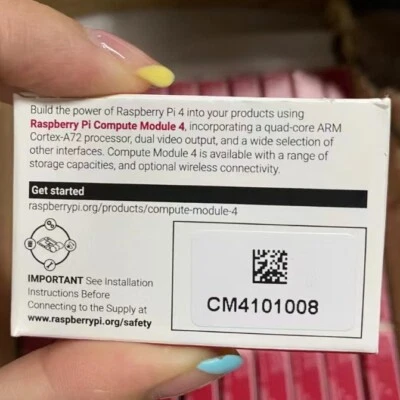 Build the power of Raspberry Pi 4 into your products using
Raspberry Pi Compute Module 4, incorporating a quad-core ARM
Cortex-A72 processor, dual video output, and a wide selection of
other interfaces. Compute Module 4 is available with a range of
storage capacities, and optional wireless connectivity.
Get started
raspberrypi.org/products/compute-module-4
IMPORTANT See Installation
Instructions Before
Connecting to the Supply at
www.raspberrypi.org/safety
CM4101008